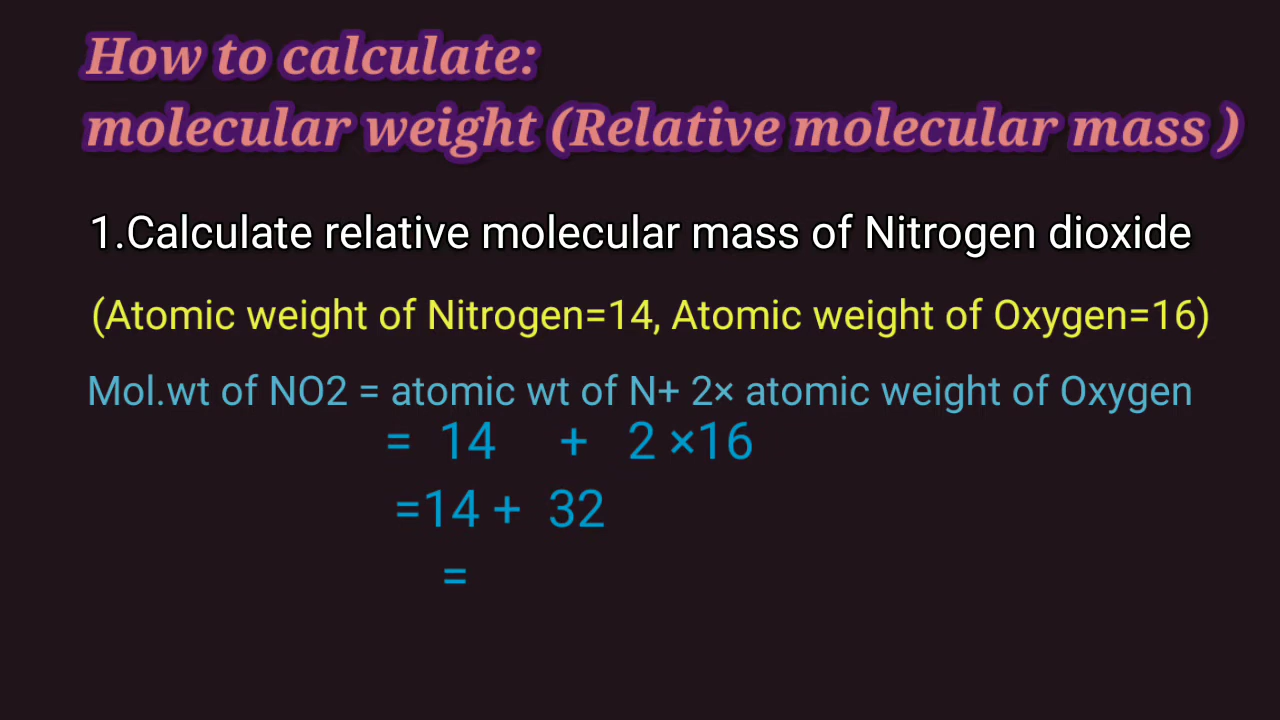 How to calculate:
molecular weight (Relative molecular mass )
1.Calculate relative molecular mass of Nitrogen dioxide
(Atomic weight of Nitrogen=14, Atomic weight of Oxygen=16)
Mol.wt of NO2 = atomic wt of N+ 2× atomic weight of Oxygen
= 14 + 2 ×16
=14 + 32
=